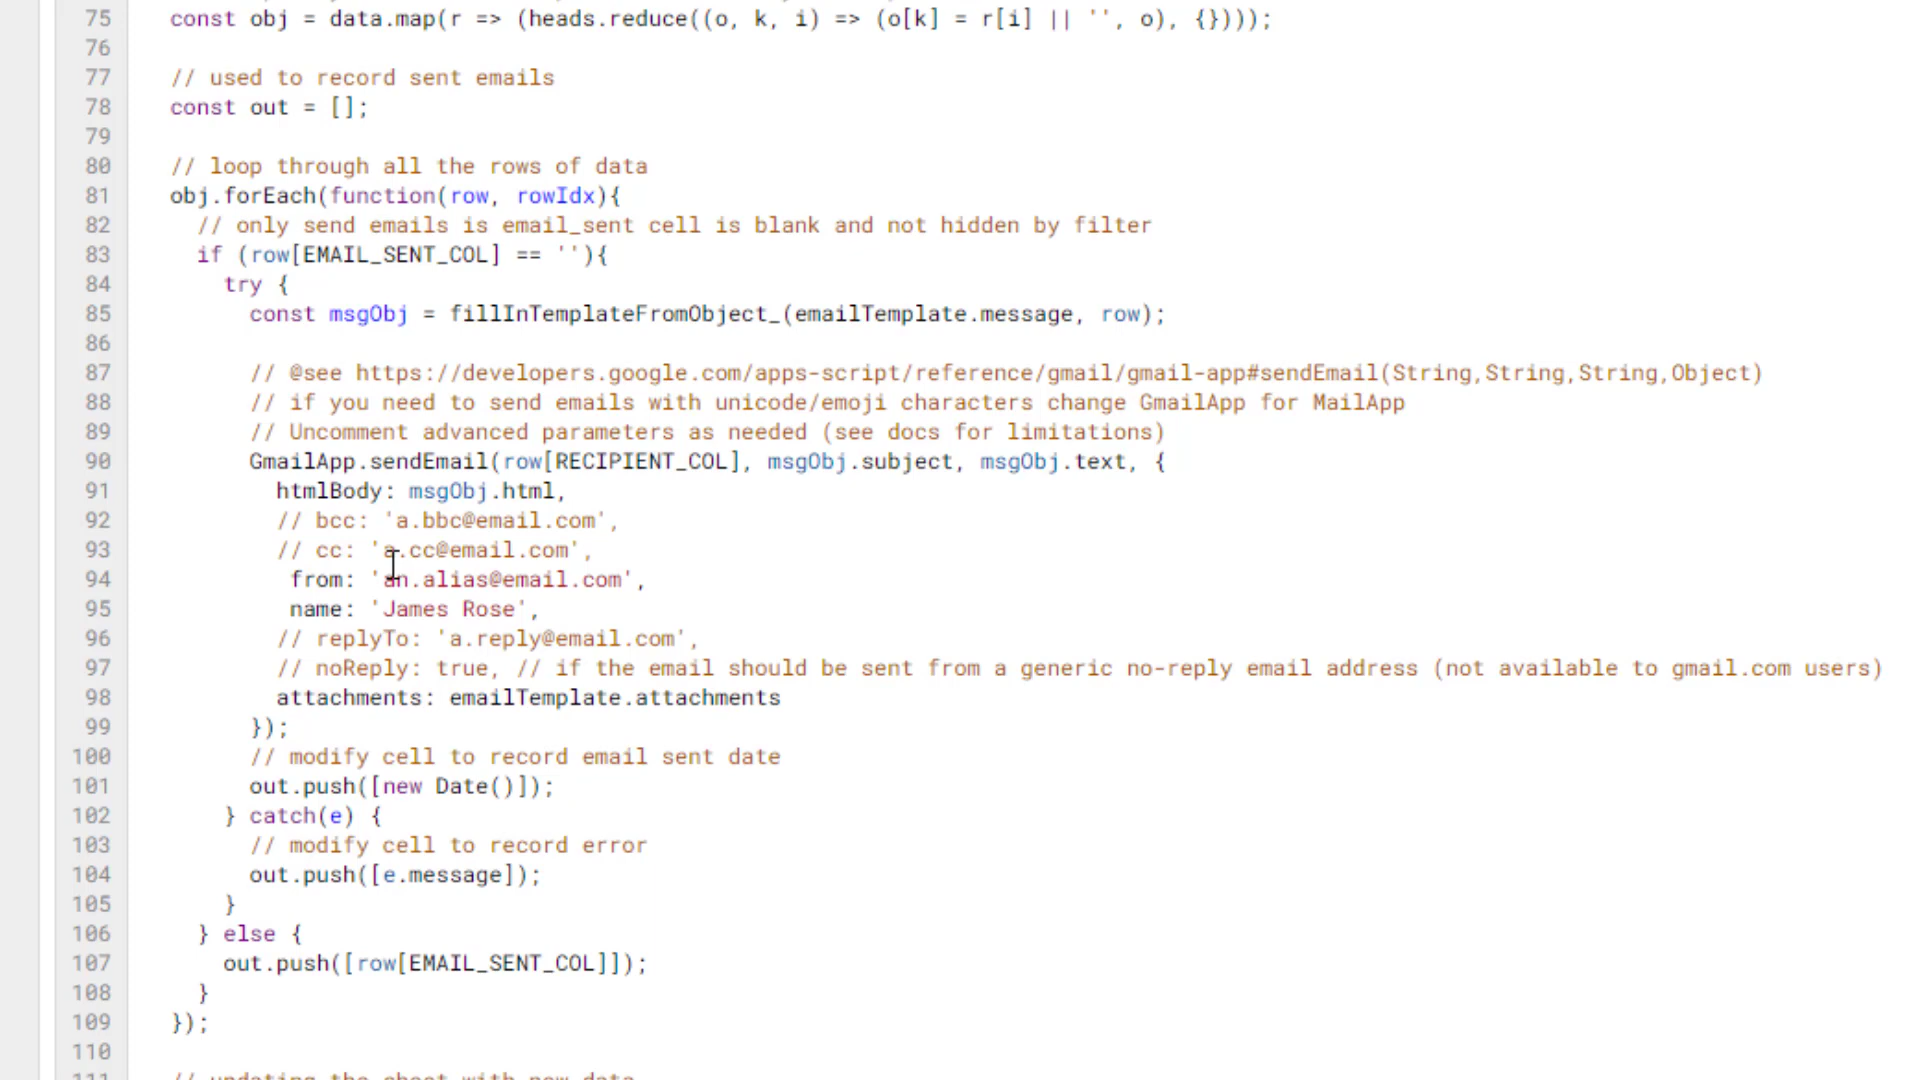 75 const obj = data.map(r => (heads.reduce((o, k, i) => (o[k] = r[i] || '', o), {})));
76
77 // used to record sent emails
78 const out = [];
79
80 // loop through all the rows of data
81 obj.forEach(function(row, rowIdx){
82 // only send emails is email_sent cell is blank and not hidden by filter
83 if (row[EMAIL_SENT_COL] == ''){
84 try {
85 const msgObj = fillInTemplateFromObject_(emailTemplate.message, row);
86
87 // @see https://developers.google.com/apps-script/reference/gmail/gmail-app#sendEmail(String,String,String,Object)
88 // if you need to send emails with unicode/emoji characters change GmailApp for MailApp
89 // Uncomment advanced parameters as needed (see docs for limitations)
90 GmailApp.sendEmail(row[RECIPIENT_COL], msgObj.subject, msgObj.text, {
91 htmlBody: msgObj.html,
92 // bcc: 'a.bbc@email.com',
93 // cc: 'a.cc@email.com',
94 from: 'an.alias@email.com',
95 name: 'James Rose',
96 // replyTo: 'a.reply@email.com',
97 // noReply: true, // if the email should be sent from a generic no-reply email address (not available to gmail.com users)
98 attachments: emailTemplate.attachments
99 });
100 // modify cell to record email sent date
101 out.push([new Date()]);
102 } catch(e) {
103 // modify cell to record error
104 out.push([e.message]);
105 }
106 } else {
107 out.push([row[EMAIL_SENT_COL]]);
108 }
109 });
110
111 // updating the sheet with new data